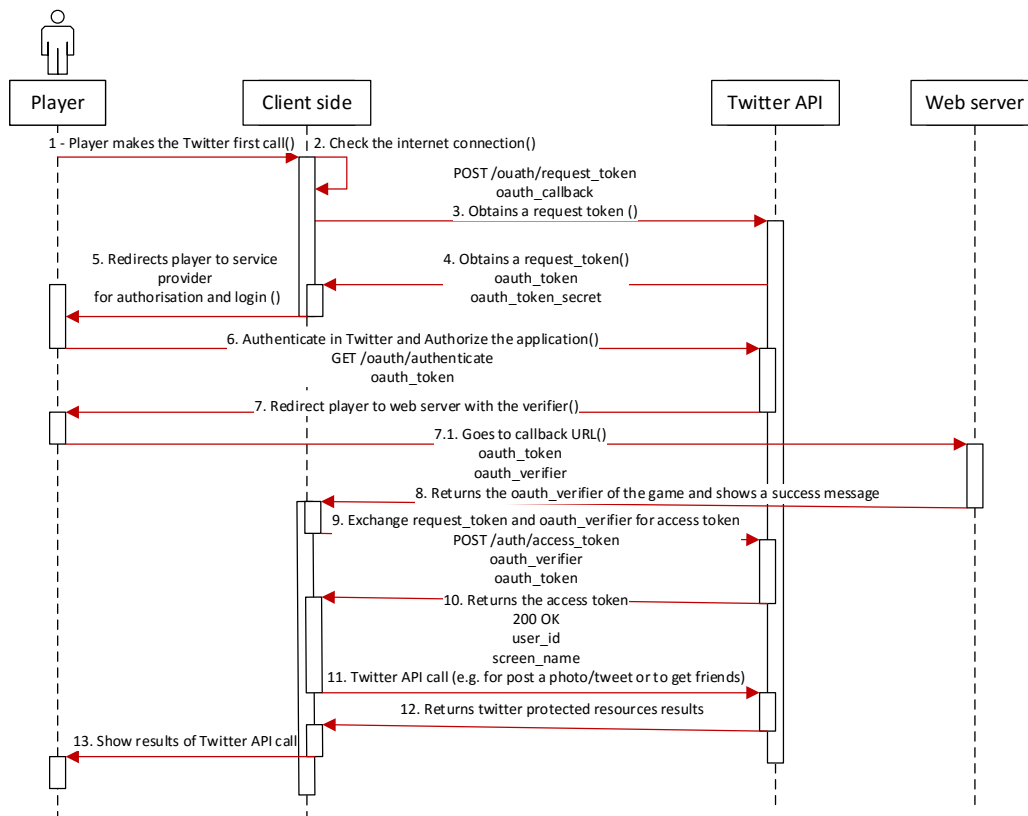 Player
Client side
Twitter API
Web server
1 - Player makes the Twitter first call()
2. Check the internet connection()
POST /ouath/request_token
oauth_callback
3. Obtains a request token ()
5. Redirects player to service
provider
for authorisation and login ()
4. Obtains a request_token()
oauth_token
oauth_token_secret
6. Authenticate in Twitter and Authorize the application()
GET /oauth/authenticate
oauth_token
7. Redirect player to web server with the verifier()
7.1. Goes to callback URL()
oauth_token
oauth_verifier
8. Returns the oauth_verifier of the game and shows a success message
9. Exchange request_token and oauth_verifier for access token
POST /auth/access_token
oauth_verifier
oauth_token
10. Returns the access token
200 OK
user_id
screen_name
11. Twitter API call (e.g. for post a photo/tweet or to get friends)
12. Returns twitter protected resources results
13. Show results of Twitter API call